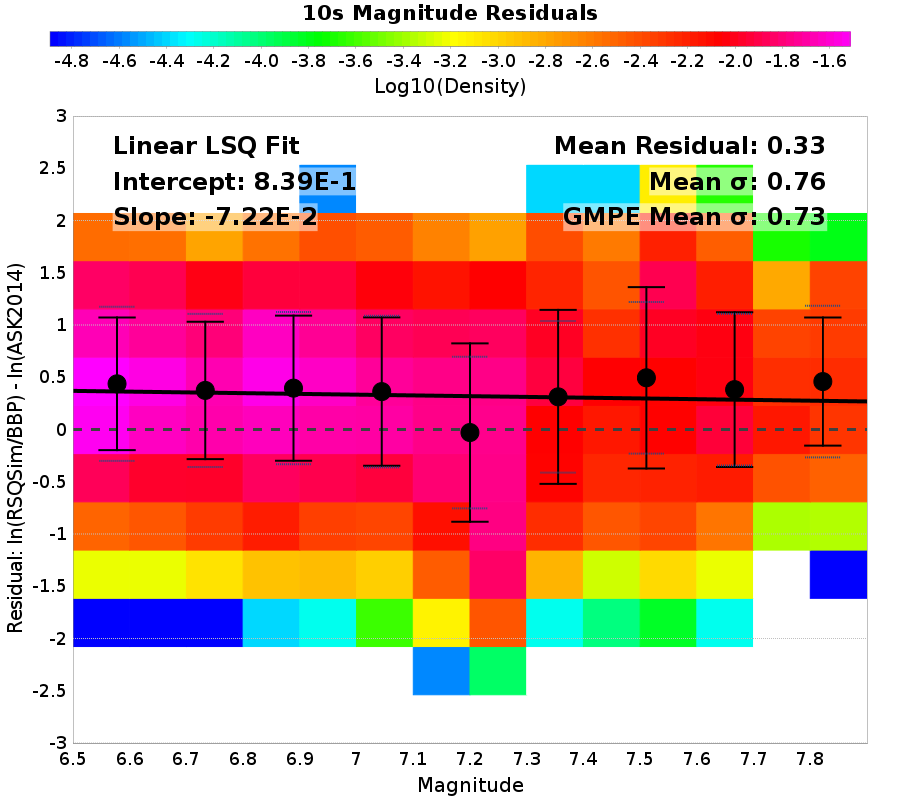 10s Magnitude Residuals
-4.8 -4.6 -4.4 -4.2 -4.0 -3.8 -3.6 -3.4 -3.2 -3.0 -2.8 -2.6 -2.4 -2.2 -2.0 -1.8 -1.6
Log10(Density)
3
Linear LSQ Fit Mean Residual: 0.33
2.5
Intercept: 8.39E-1 Mean σ: 0.76
Slope: -7.22E-2 GMPE Mean σ: 0.73
2
1.5
1
0.5
0
-0.5
-1
-1.5
-2
-2.5
-3
Residual: ln(RSQSim/BBP) - ln(ASK2014)
6.5 6.6 6.7 6.8 6.9 7 7.1 7.2 7.3 7.4 7.5 7.6 7.7 7.8
Magnitude